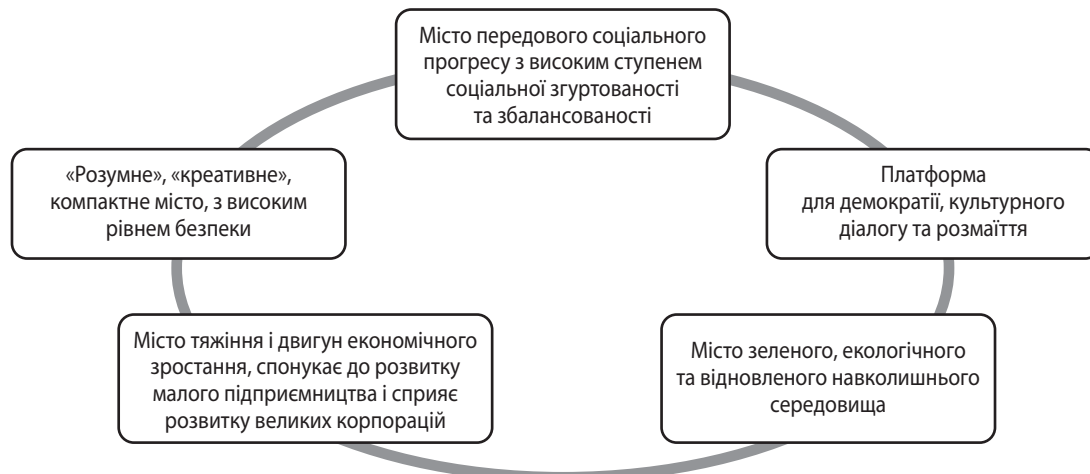 Місто передового соціального
прогресу з високим ступенем
соціальної згуртованості
та збалансованості
«Розумне», «креативне»,
компактне місто, з високим
рівнем безпеки
Платформа
для демократії, культурного
діалогу та розмаїття
Місто тяжіння і двигун економічного
зростання, спонукає до розвитку
малого підприємництва і сприяє
розвитку великих корпорацій
Місто зеленого, екологічного
та відновленого навколишнього
середовища